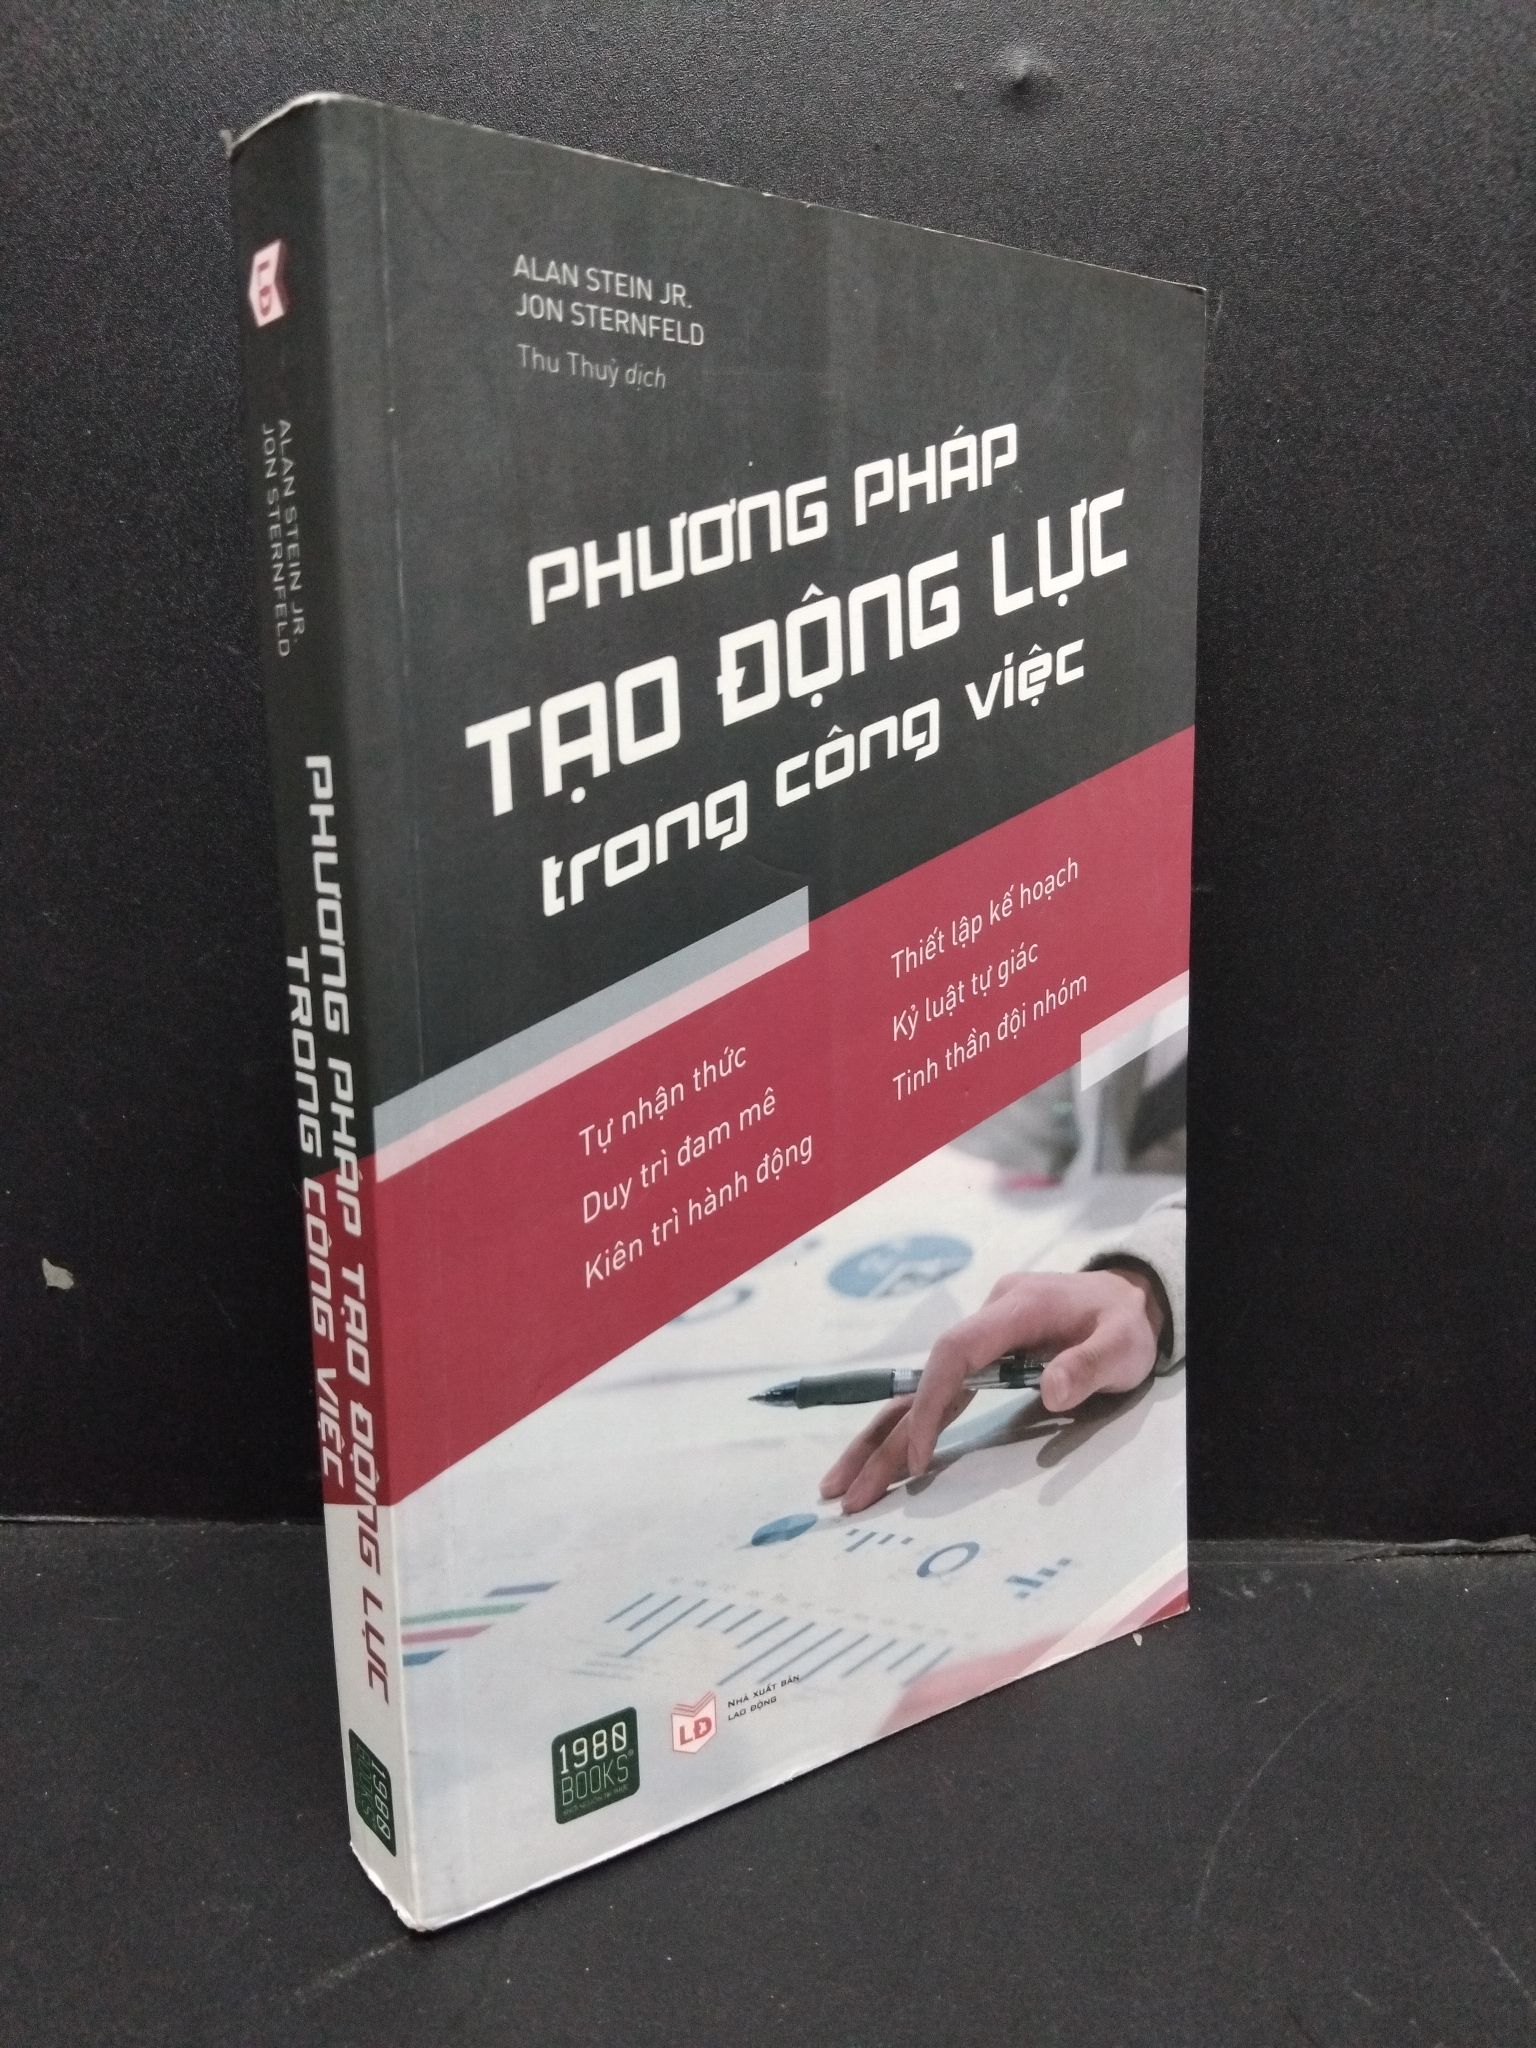 ALAN STEIN JR.
JON STERNFELD
Thu Thuỷ dịch
PHƯƠNG PHÁP
TẠO ĐỘNG LỰC
trong công việc
Tự nhận thức
Duy trì đam mê
Kiên trì hành động
Thiết lập kế hoạch
Kỷ luật tự giác
Tinh thần đội nhóm
1980
BOOKS®
LĐ
NHÀ XUẤT BẢN
LAO ĐỘNG
LĐ
ALAN STEIN JR.
JON STERNFELD
PHƯƠNG PHÁP TẠO ĐỘNG LỰC
TRONG CÔNG VIỆC
1980
BOOKS